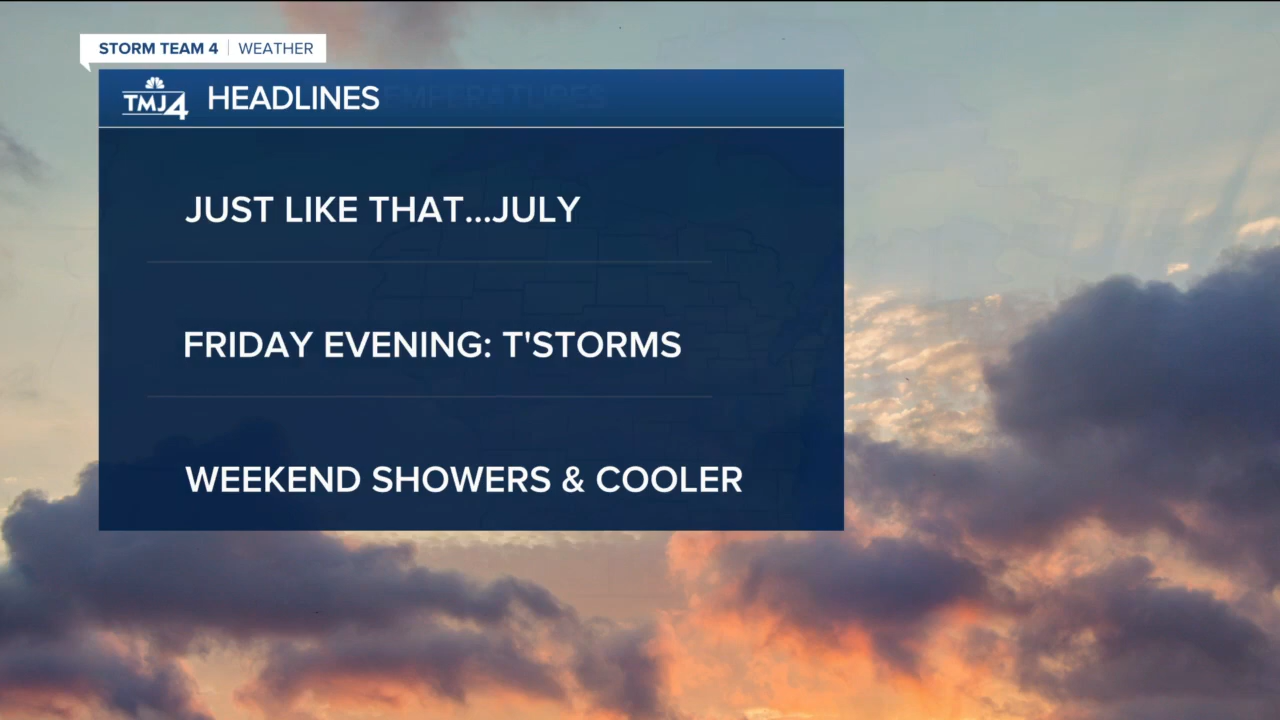 STORM TEAM 4 | WEATHER
TMJ4 HEADLINES
JUST LIKE THAT...JULY
FRIDAY EVENING: T'STORMS
WEEKEND SHOWERS & COOLER